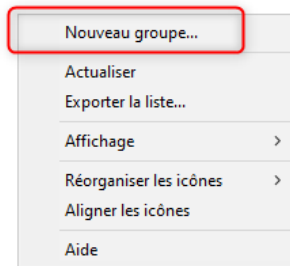 Nouveau groupe...
Actualiser
Exporter la liste...
Affichage
Réorganiser les icônes
Aligner les icônes
Aide